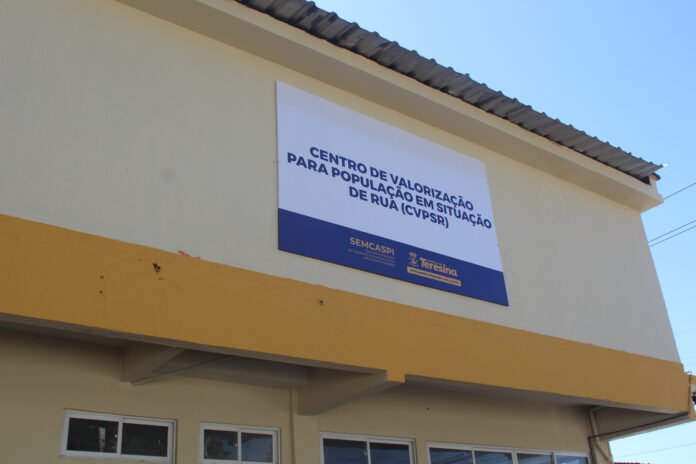 CENTRO DE VALORIZAÇÃO
PARA POPULAÇÃO EM SITUAÇÃO
DE RUA (CVPSR)
SEMCASPI
Teresina